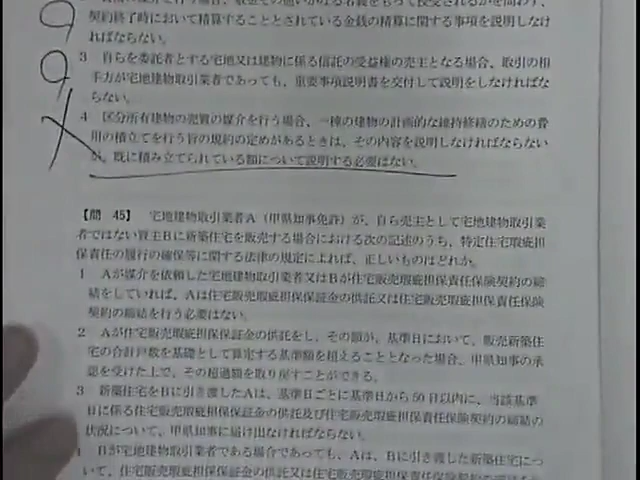 契約終了時において精算することとされている金銭の精算に関する事項を説明しなけ
ればならない。
3 自らを委託者とする宅地又は建物に係る信託の受益権の売主となる場合、取引の相
手方が宅地建物取引業者であっても、重要事項説明書を交付して説明をしなければな
らない。
4 区分所有建物の売買の媒介を行う場合、一棟の建物の計画的な維持修繕のための費
用の積立てを行う旨の規約の定めがあるときは、その内容を説明しなければならない
が、既に積み立てられている額について説明する必要はない。
【問 45】 宅地建物取引業者A(甲県知事免許)が、自ら売主として宅地建物取引業
者ではない買主Bに新築住宅を販売する場合における次の記述のうち、特定住宅瑕疵担
保責任の履行の確保等に関する法律の規定によれば、正しいものはどれか。
1 Aが媒介を依頼した宅地建物取引業者又はBが住宅販売瑕疵担保責任保険契約の締
結をしていれば、Aは住宅販売瑕疵担保保証金の供託又は住宅販売瑕疵担保責任保険
契約の締結を行う必要はない。
2 Aが住宅販売瑕疵担保保証金の供託をし、その額が、基準日において、販売新築住
宅の合計戸数を基礎として算定する基準額を超えることとなった場合、甲県知事の承
認を受けた上で、その超過額を取り戻すことができる。
3 新築住宅をBに引き渡したAは、基準日ごとに基準日から50日以内に、当該基準
日に係る住宅販売瑕疵担保保証金の供託及び住宅販売瑕疵担保責任保険契約の締結の
状況について、甲県知事に届け出なければならない。
Bが宅地建物取引業者である場合であっても、Aは、Bに引き渡した新築住宅につ
いて、住宅販売瑕疵担保保証金の供託又は住宅販売瑕疵担保責任保険